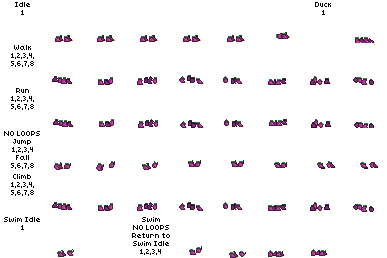 Idle
1
Duck
1
Walk
1,2,3,4,
5,6,7,8
Run
1,2,3,4,
5,6,7,8
NO LOOPS
Jump
1,2,3,4
Fall
5,6,7,8
Climb
1,2,3,4,
5,6,7,8
Swim Idle
1
Swim
NO LOOPS
Return to
Swim Idle
1,2,3,4